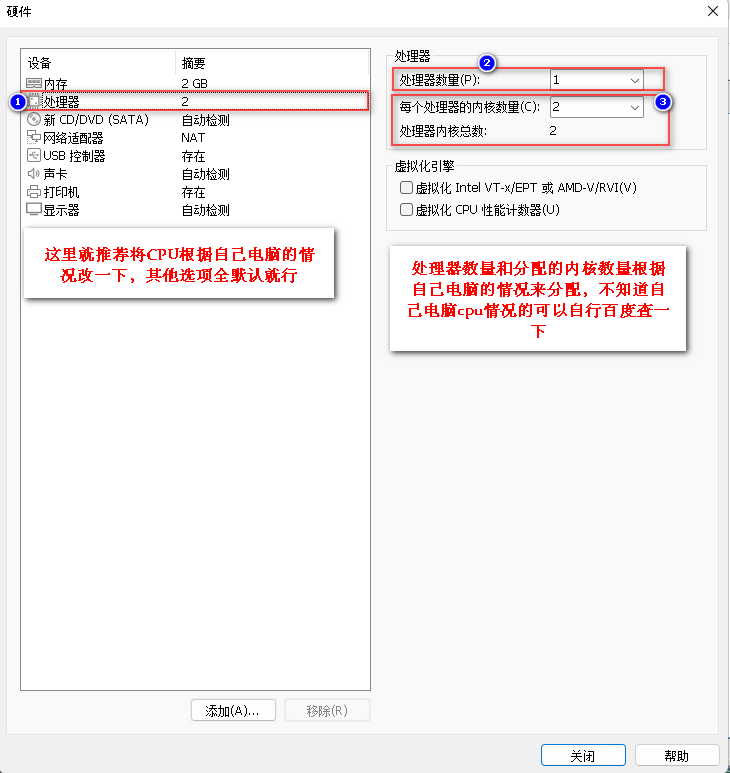 硬件
设备 摘要
内存 2 GB
1 处理器 2
新 CD/DVD (SATA) 自动检测
网络适配器 NAT
USB 控制器 存在
声卡 自动检测
打印机 存在
显示器 自动检测
这里就推荐将CPU根据自己电脑的情
况改一下，其他选项全默认就行
添加(A)... 移除(R)
处理器
2
处理器数量(P): 1
每个处理器的内核数量(C): 2
3
处理器内核总数: 2
虚拟化引擎
虚拟化 Intel VT-x/EPT 或 AMD-V/RVI(V)
虚拟化 CPU 性能计数器(U)
处理器数量和分配的内核数量根据
自己电脑的情况来分配，不知道自
己电脑cpu情况的可以自行百度查一
下
关闭 帮助